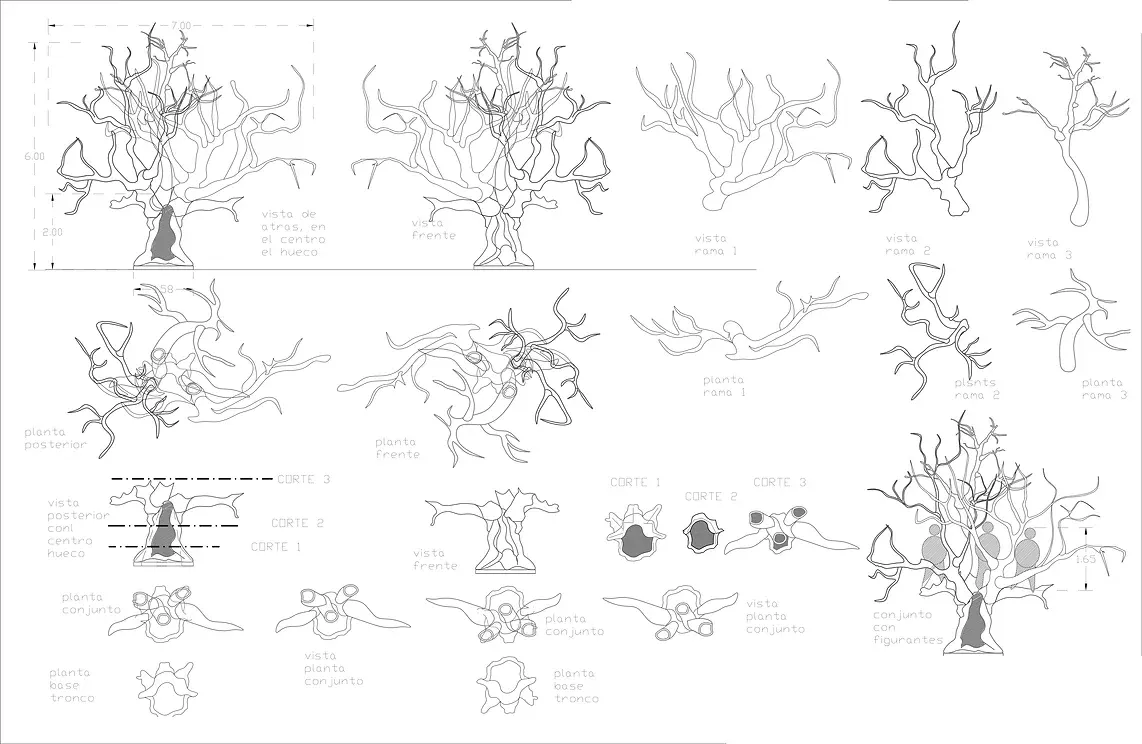 7.00
6.00
2.00
vista de
atras, en
el centro
el hueco
vista
frente
vista
rama 1
vista
rama 2
vista
rama 3
.58
planta
posterior
planta
frente
planta
rama 1
plants
rama 2
planta
rama 3
vista
posterior
conl
centro
hueco
CORTE 3
CORTE 2
CORTE 1
vista
frente
CORTE 1
CORTE 2
CORTE 3
1.65
conjunto
con
figurantes
planta
conjunto
vista
planta
conjunto
planta
conjunto
vista
planta
conjunto
planta
base
tronco
planta
base
tronco